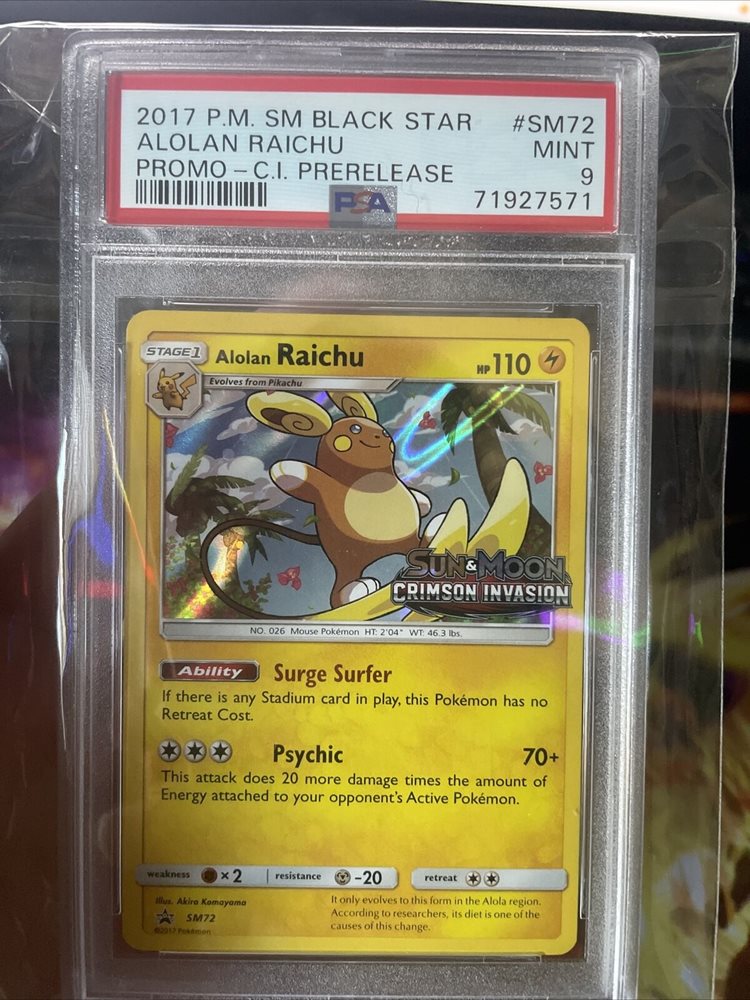 2017 P.M. SM BLACK STAR #SM72
ALOLAN RAICHU MINT
PROMO - C.I. PRERELEASE 9
PSA 71927571
STAGE 1 Alolan Raichu HP 110
Evolves from Pikachu
SUN & MOON
CRIMSON INVASION
NO. 026 Mouse Pokémon HT: 2'04" WT: 46.3 lbs.
Ability Surge Surfer
If there is any Stadium card in play, this Pokémon has no
Retreat Cost.
Psychic 70+
This attack does 20 more damage times the amount of
Energy attached to your opponent's Active Pokémon.
weakness ×2 resistance -20 retreat
Illus. Akira Komayama
SM72
©2017 Pokémon
It only evolves to this form in the Alola region.
According to researchers, its diet is one of the
causes of this change.